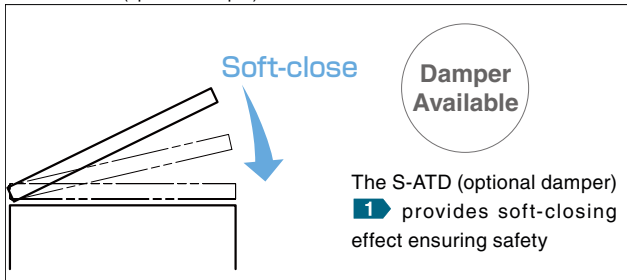 Soft-close
Damper
Available
The S-ATD (optional damper)
1 provides soft-closing
effect ensuring safety